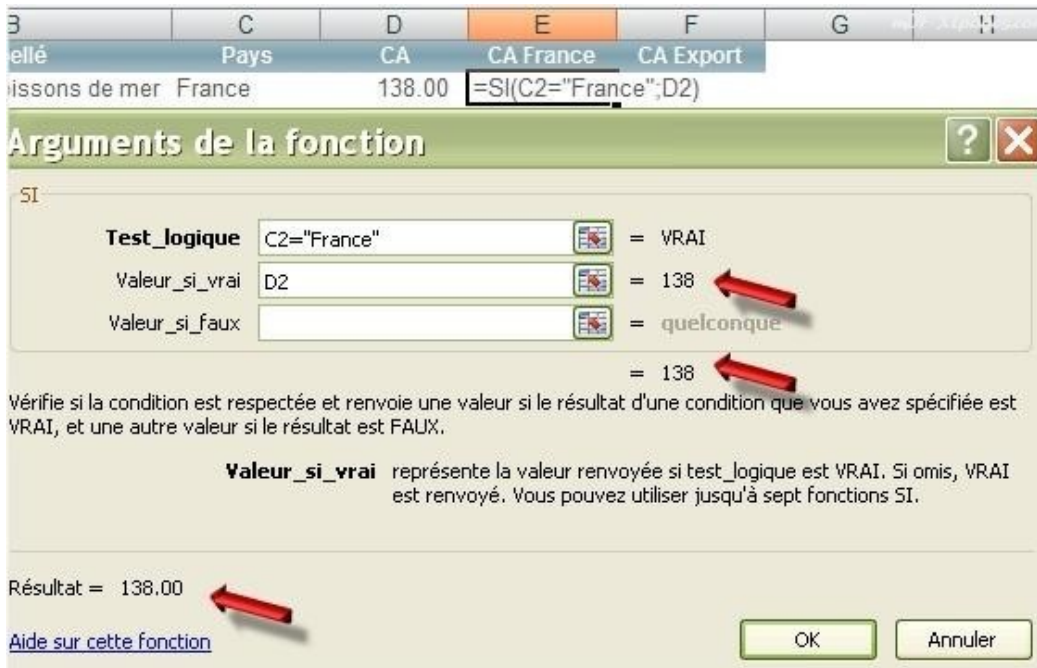 B C D E F G H
ellé Pays CA CA France CA Export
oissons de mer France 138.00 =SI(C2="France";D2)
Arguments de la fonction ?
SI
Test_logique C2="France" = VRAI
Valeur_si_vrai D2 = 138
Valeur_si_faux = quelconque
= 138
Vérifie si la condition est respectée et renvoie une valeur si le résultat d'une condition que vous avez spécifiée est
VRAI, et une autre valeur si le résultat est FAUX.
Valeur_si_vrai représente la valeur renvoyée si test_logique est VRAI. Si omis, VRAI
est renvoyé. Vous pouvez utiliser jusqu'à sept fonctions SI.
Résultat = 138.00
Aide sur cette fonction OK Annuler